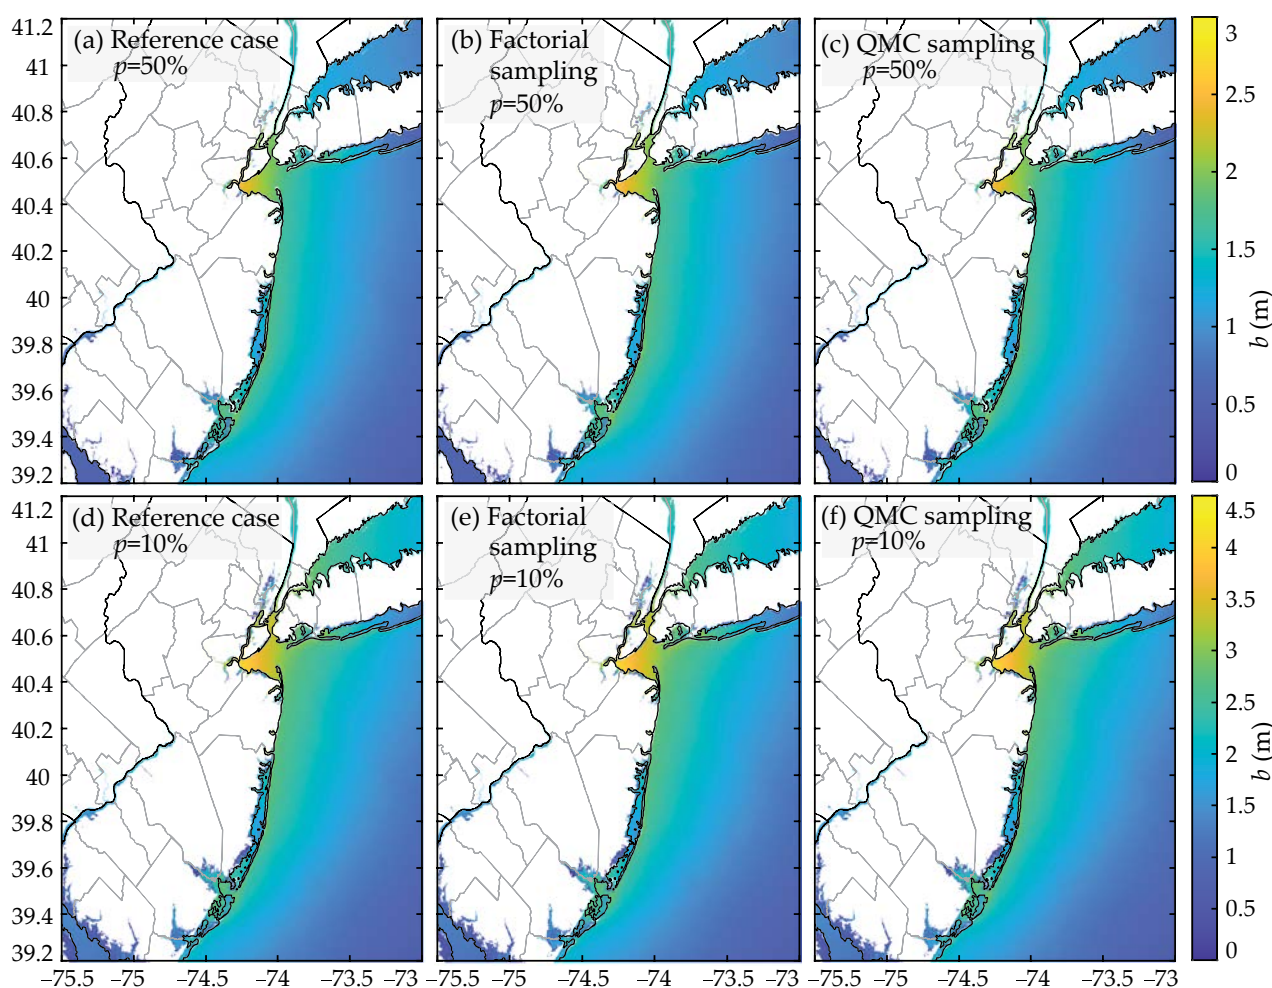 (a) Reference case
p=50%
(b) Factorial
sampling
p=50%
(c) QMC sampling
p=50%
41.2
41
40.8
40.6
40.4
40.2
40
39.8
39.6
39.4
39.2
3
2.5
2
1.5
1
0.5
0
b (m)
(d) Reference case
p=10%
(e) Factorial
sampling
p=10%
(f) QMC sampling
p=10%
41.2
41
40.8
40.6
40.4
40.2
40
39.8
39.6
39.4
39.2
4.5
4
3.5
3
2.5
2
1.5
1
0.5
0
b (m)
−75.5 −75 −74.5 −74 −73.5 −73
−75.5 −75 −74.5 −74 −73.5 −73
−75.5 −75 −74.5 −74 −73.5 −73